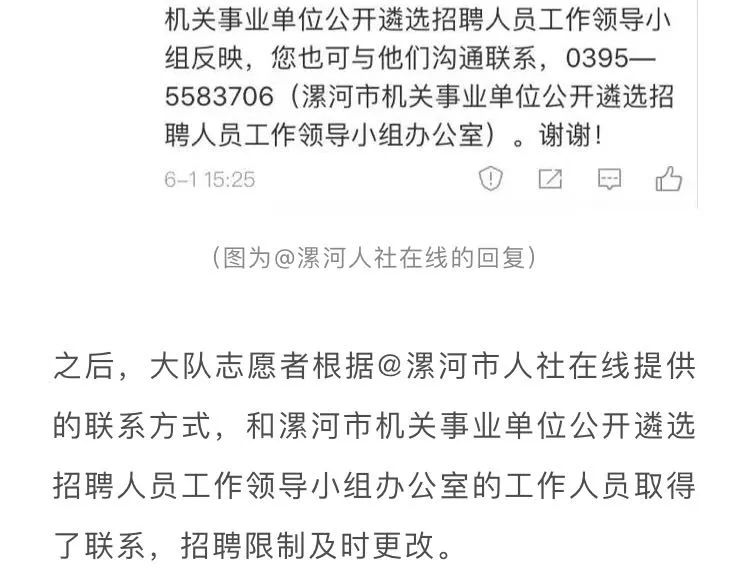 机关事业单位公开遴选招聘人员工作领导小
组反映，您也可与他们沟通联系，0395—
5583706（漯河市机关事业单位公开遴选招
聘人员工作领导小组办公室）。谢谢！
6-1 15:25
（图为@漯河人社在线的回复）
之后，大队志愿者根据@漯河市人社在线提供
的联系方式，和漯河市机关事业单位公开遴选
招聘人员工作领导小组办公室的工作人员取得
了联系，招聘限制及时更改。